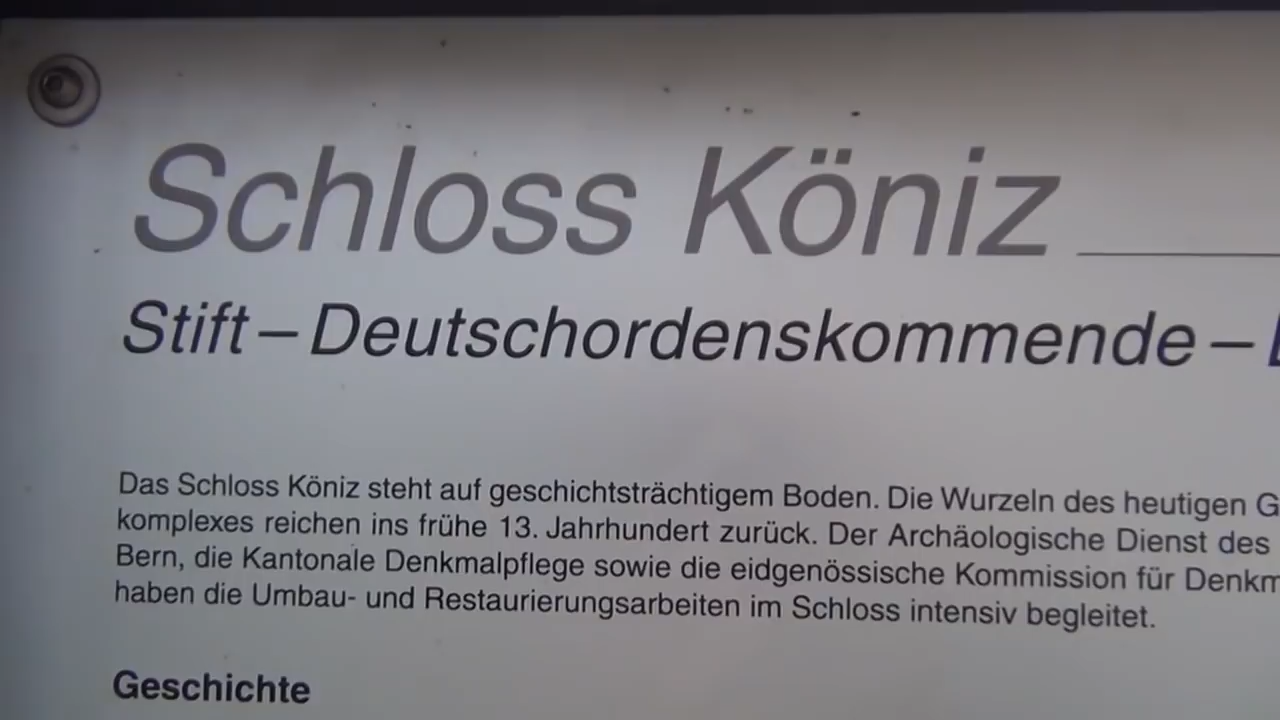 Schloss Köniz
Stift – Deutschordenskommende –
Das Schloss Köniz steht auf geschichtsträchtigem Boden. Die Wurzeln des heutigen
komplexes reichen ins frühe 13. Jahrhundert zurück. Der Archäologische Dienst des
Bern, die Kantonale Denkmalpflege sowie die eidgenössische Kommission für
haben die Umbau- und Restaurierungsarbeiten im Schloss intensiv begleitet.
Geschichte